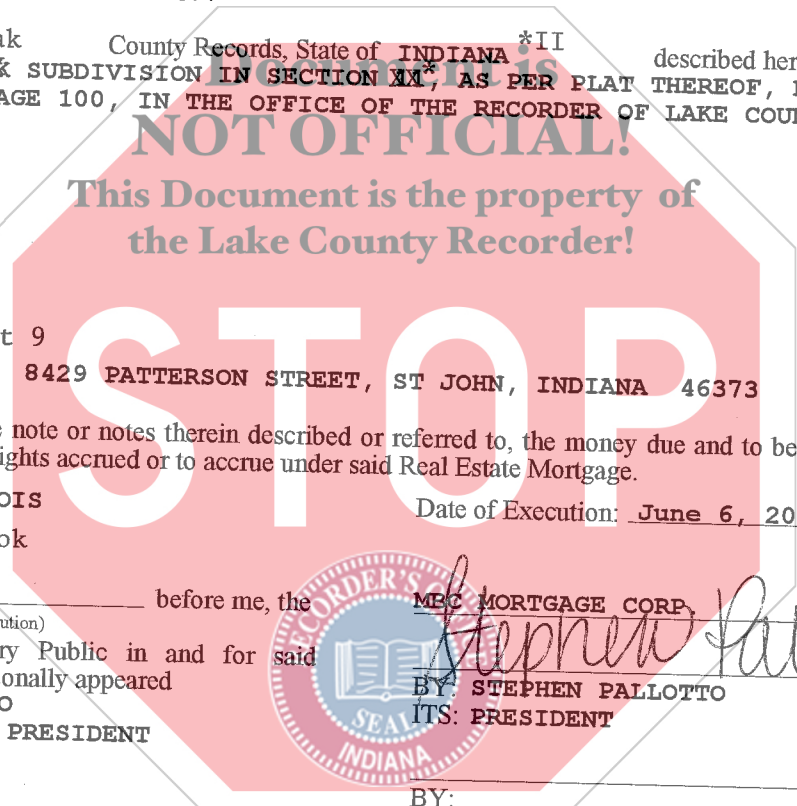 County Records, State of INDIANA *II described her
& SUBDIVISION IN SECTION XX*, AS PER PLAT THEREOF,
AGE 100, IN THE OFFICE OF THE RECORDER OF LAKE COU
Document is
NOT OFFICIAL!
This Document is the property of
the Lake County Recorder!
STOP
t 9
8429 PATTERSON STREET, ST JOHN, INDIANA 46373
e note or notes therein described or referred to, the money due and to be
ights accrued or to accrue under said Real Estate Mortgage.
OIS
Date of Execution: June 6, 20
ok
before me, the
MBC MORTGAGE CORP.
ution)
Stephen Pal
ry Public in and for said
onally appeared
BY: STEPHEN PALLOTTO
O
ITS: PRESIDENT
PRESIDENT
RECORDER'S OFFICE
SEAL
INDIANA
BY: